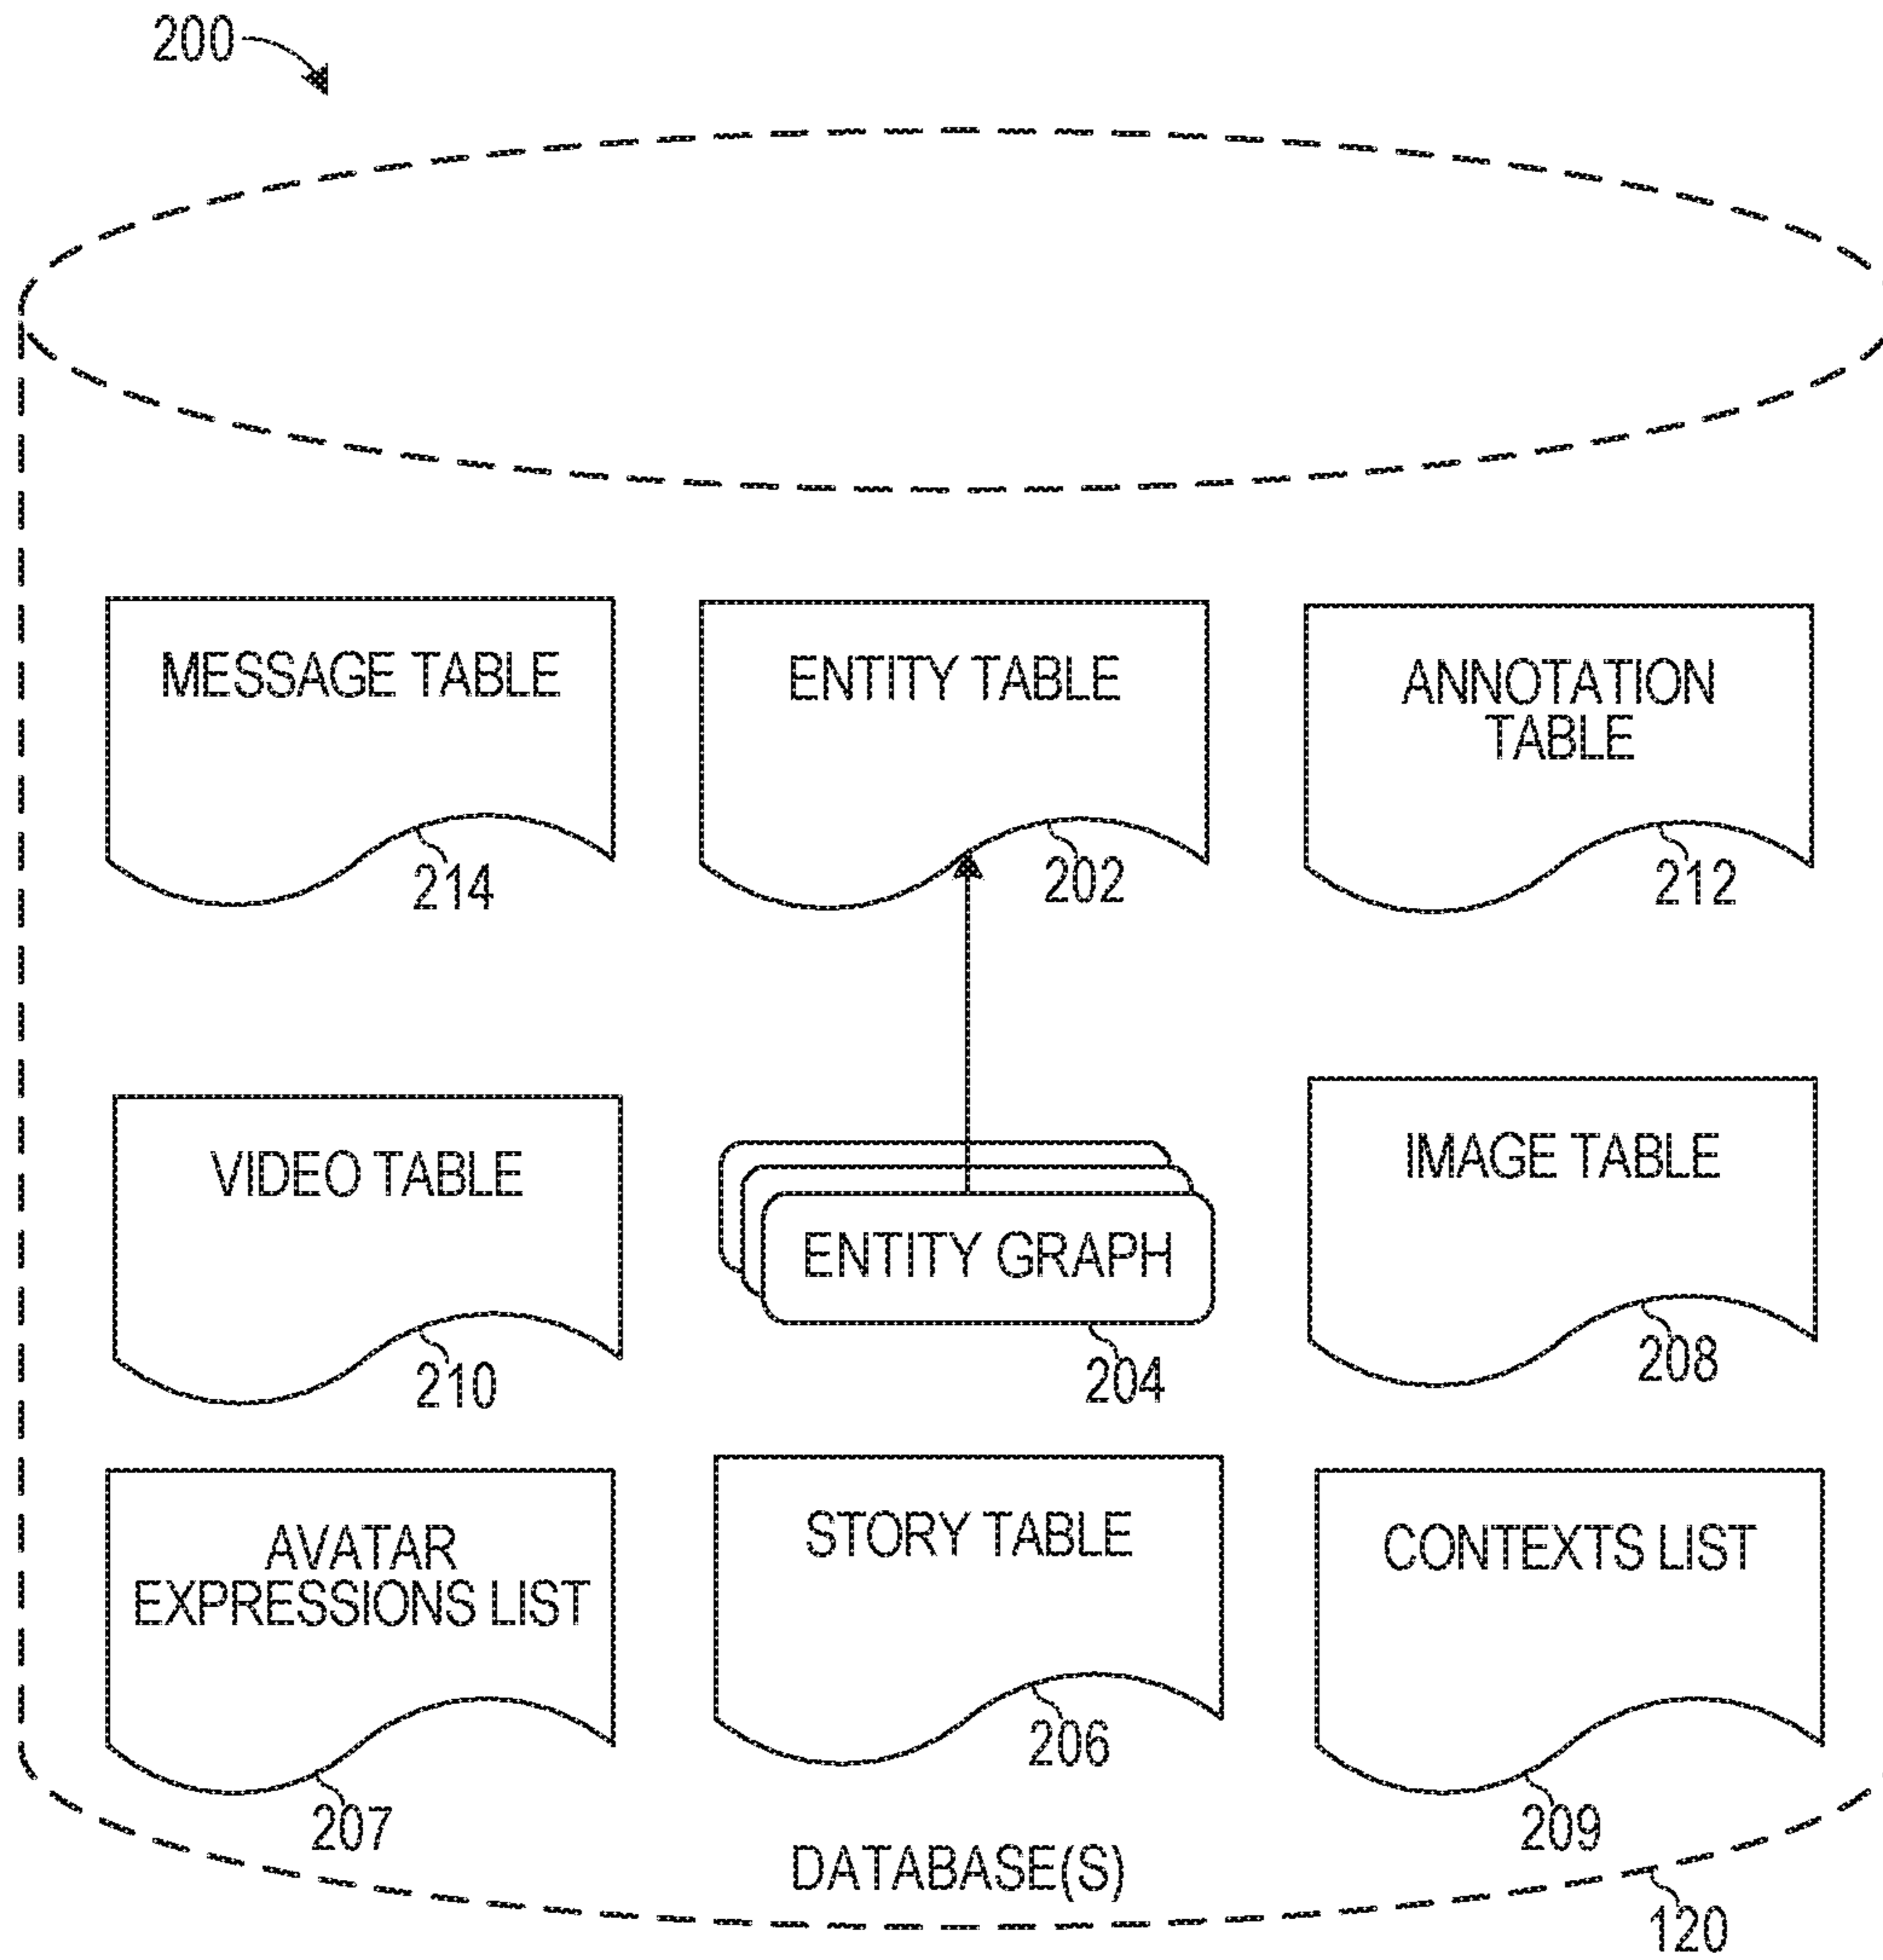 200
MESSAGE TABLE
214
ENTITY TABLE
202
ANNOTATION
TABLE
212
VIDEO TABLE
210
ENTITY GRAPH
204
IMAGE TABLE
208
AVATAR
EXPRESSIONS LIST
207
STORY TABLE
206
CONTEXTS LIST
209
DATABASE(S)
120